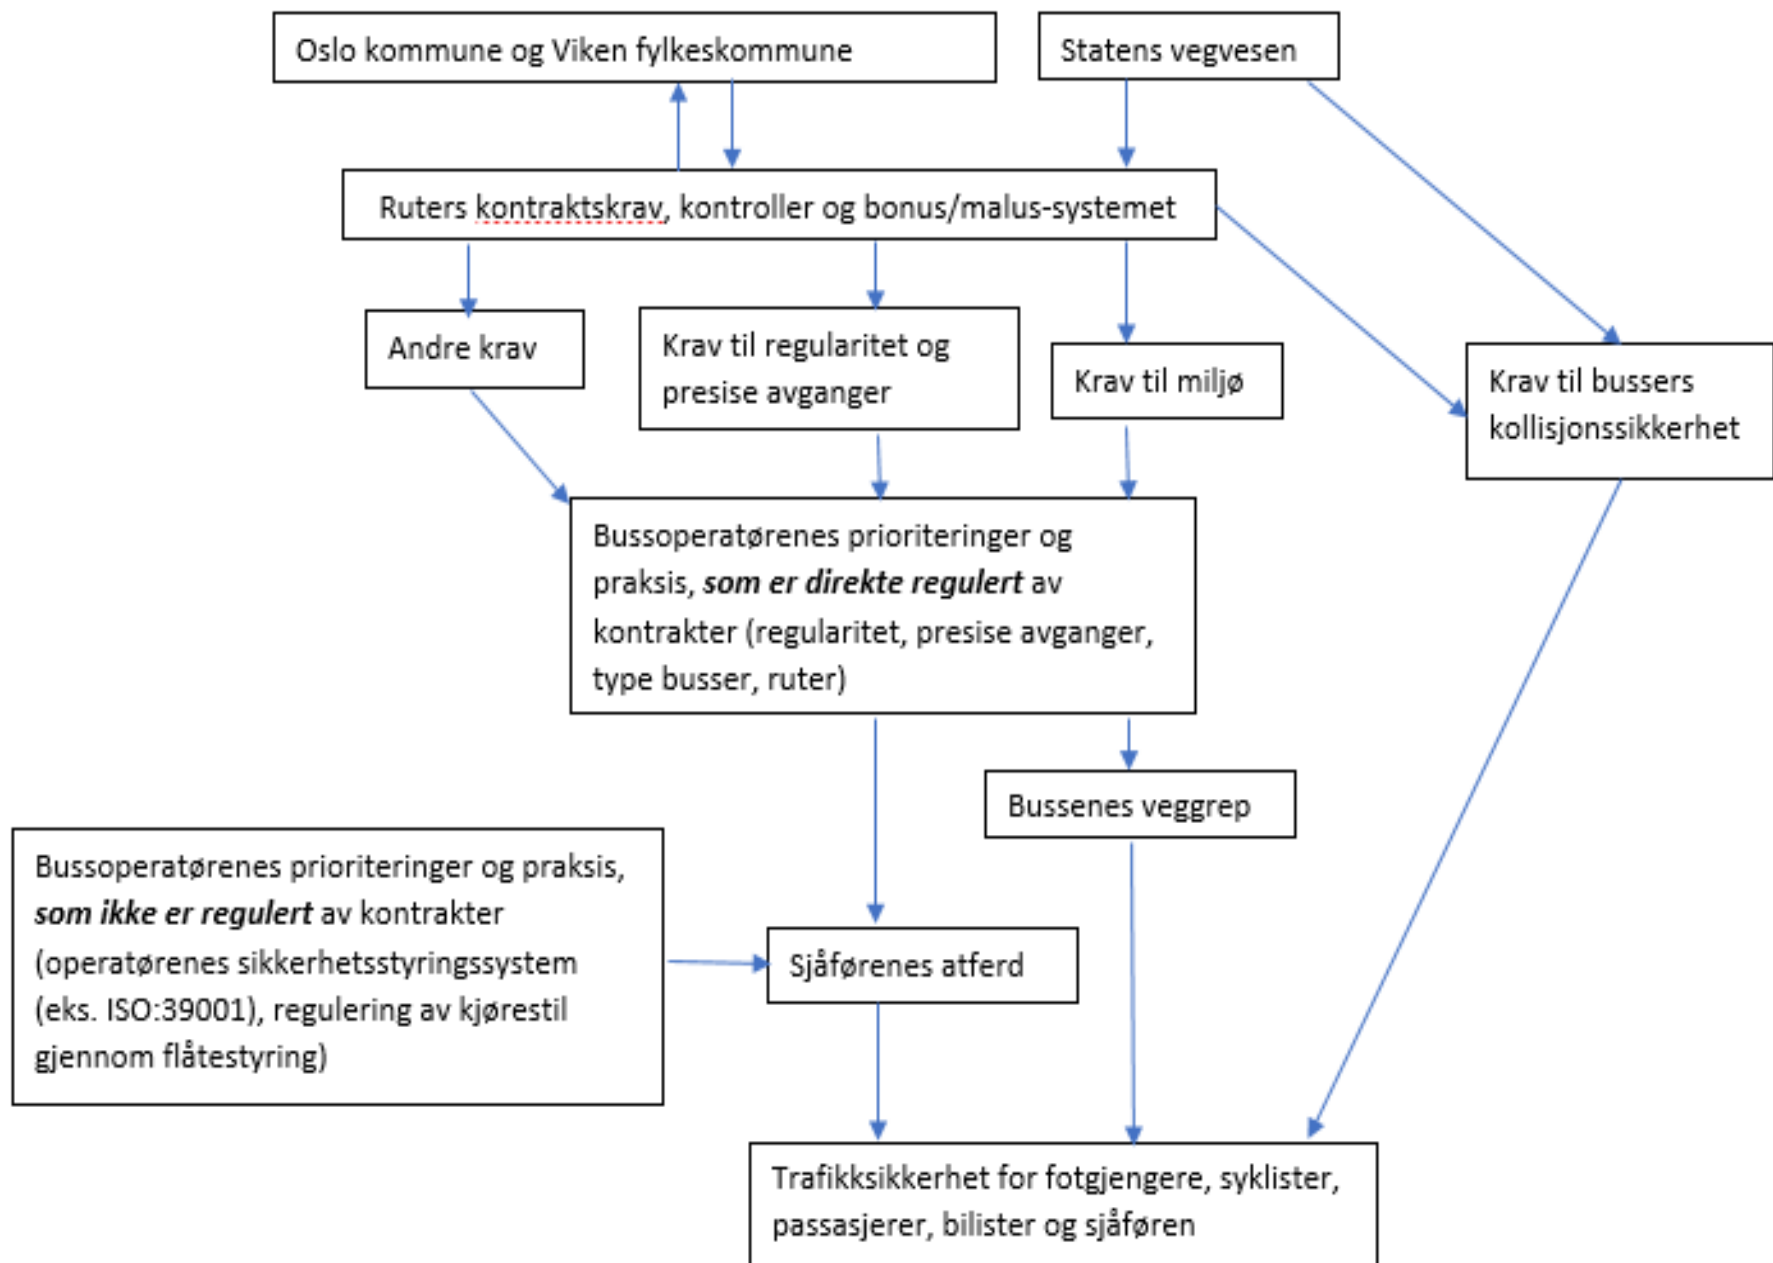 Oslo kommune og Viken fylkeskommune
Statens vegvesen
Ruters kontraktskrav, kontroller og bonus/malus-systemet
Andre krav
Krav til regularitet og
presise avganger
Krav til miljø
Krav til bussers
kollisjonssikkerhet
Bussoperatørenes prioriteringer og
praksis, som er direkte regulert av
kontrakter (regularitet, presise avganger,
type busser, ruter)
Bussenes veggrep
Bussoperatørenes prioriteringer og praksis,
som ikke er regulert av kontrakter
(operatørenes sikkerhetsstyringssystem
(eks. ISO:39001), regulering av kjørestil
gjennom flåtestyring)
Sjåførenes atferd
Trafikksikkerhet for fotgjengere, syklister,
passasjerer, bilister og sjåføren